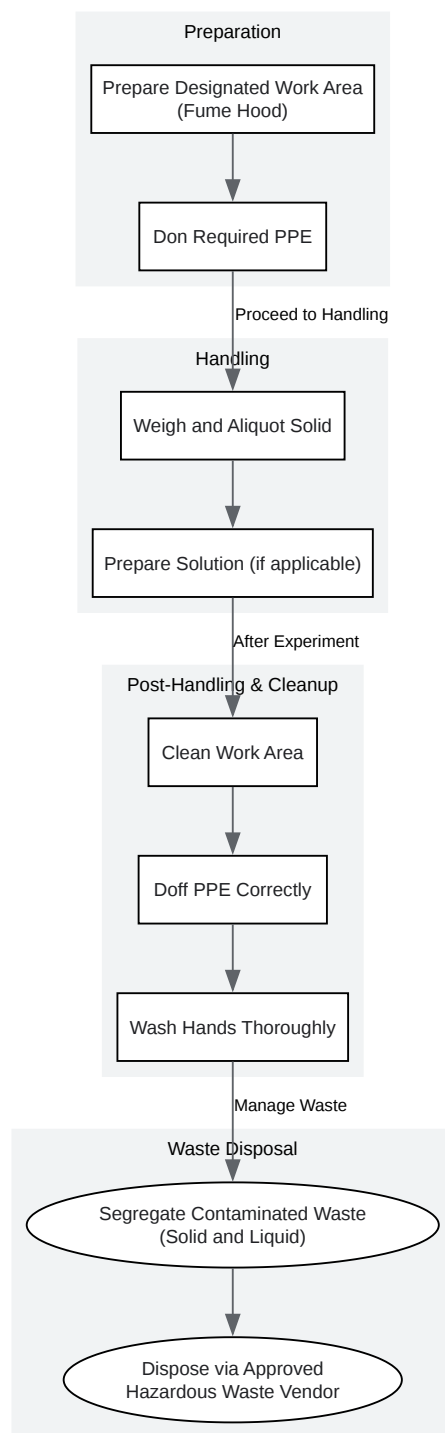 Preparation
Prepare Designated Work Area
(Fume Hood)
Don Required PPE
Proceed to Handling
Handling
Weigh and Aliquot Solid
Prepare Solution (if applicable)
After Experiment
Post-Handling & Cleanup
Clean Work Area
Doff PPE Correctly
Wash Hands Thoroughly
Manage Waste
Waste Disposal
Segregate Contaminated Waste
(Solid and Liquid)
Dispose via Approved
Hazardous Waste Vendor